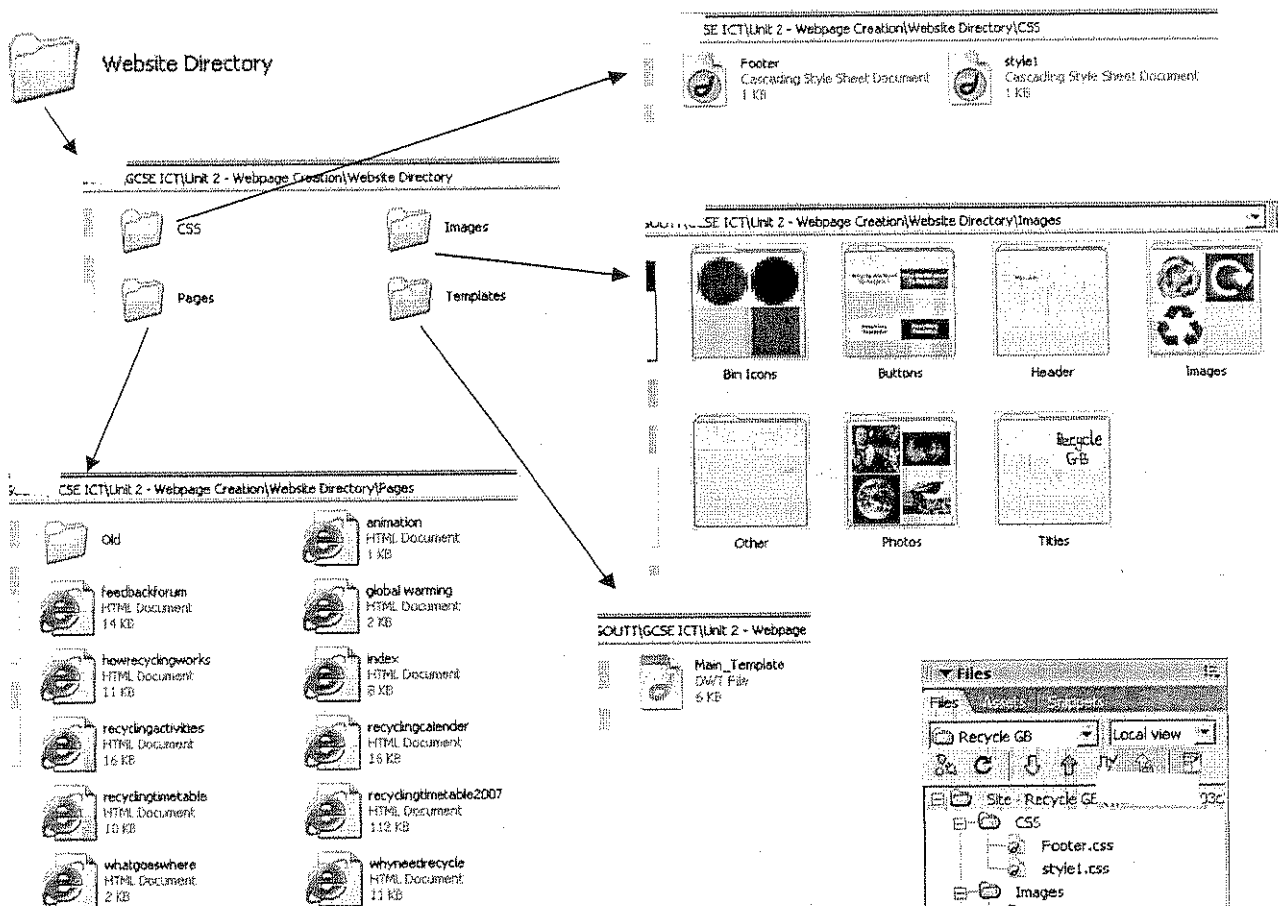 Website Directory
GCSE ICT\Unit 2 - Webpage Creation\Website Directory
CSS
Images
Pages
Templates
SE ICT\Unit 2 - Webpage Creation\Website Directory\CSS
Footer
Cascading Style Sheet Document
1 KB
style1
Cascading Style Sheet Document
1 KB
Unit 2 - Webpage Creation\Website Directory\Images
Bin Icons
Buttons
Header
Images
Other
Photos
Recycle
GB
Titles
CSE ICT\Unit 2 - Webpage Creation\Website Directory\Pages
Old
animation
HTML Document
1 KB
feedbackforum
HTML Document
14 KB
global warming
HTML Document
2 KB
howrecyclingworks
HTML Document
11 KB
index
HTML Document
8 KB
recyclingactivities
HTML Document
16 KB
recyclingcalender
HTML Document
16 KB
recyclingtimetable
HTML Document
10 KB
recyclingtimetable2007
HTML Document
112 KB
whatgoeswhere
HTML Document
2 KB
whyneedrecycle
HTML Document
11 KB
GOUTT\GCSE ICT\Unit 2 - Webpage
Main_Template
DWT File
6 KB
Files
Files Assets Snippets
Recycle GB Local view
Site - Recycle GB
CSS
Footer.css
style1.css
Images